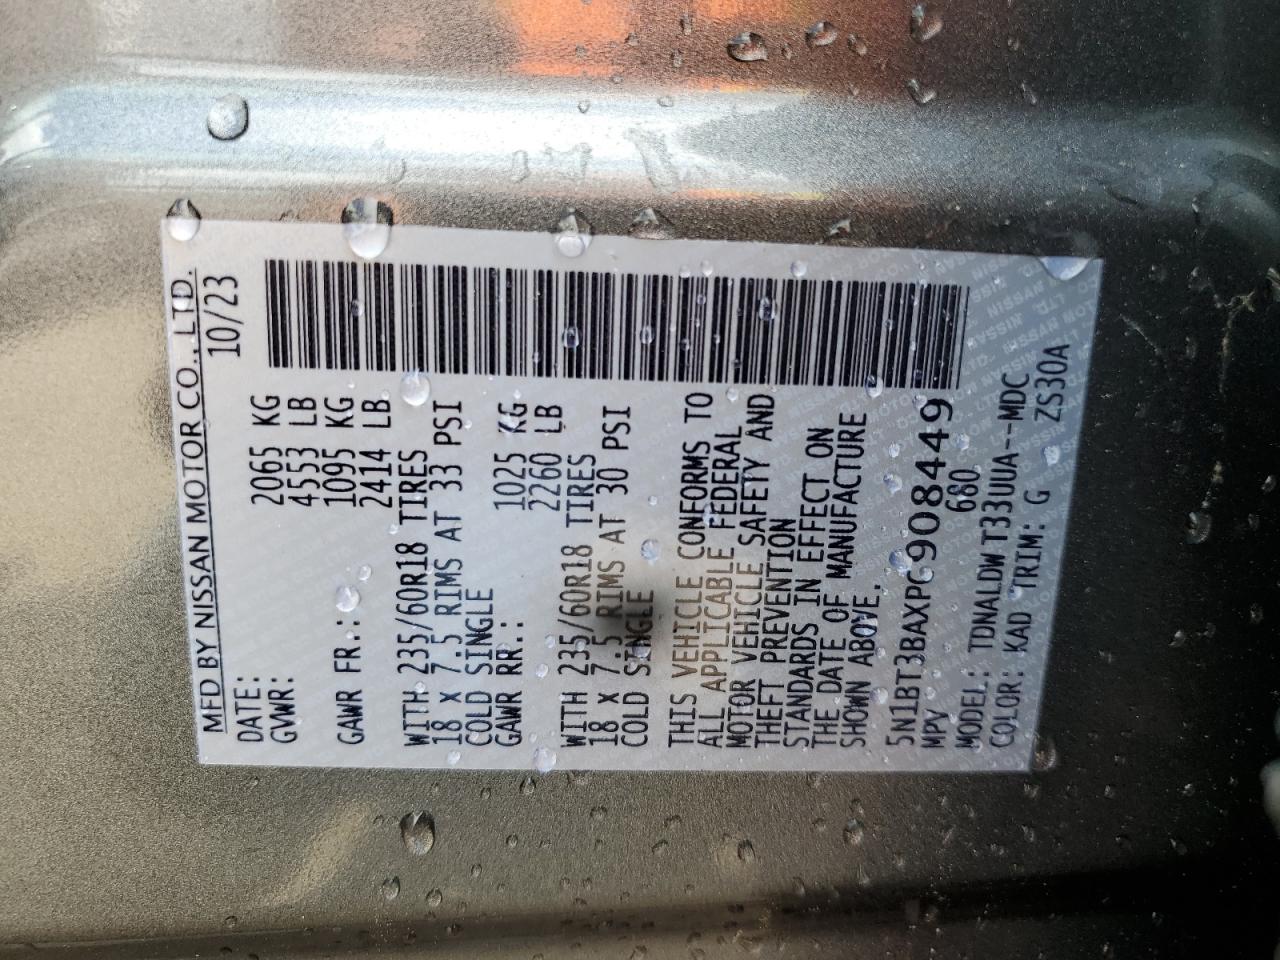 MFD BY NISSAN MOTOR CO., LTD.
DATE: 10/23
GVWR: 2065 KG
4553 LB
GAWR FR.: 1095 KG
2414 LB
WITH 235/60R18 TIRES
18 x 7.5 RIMS AT 33 PSI
COLD SINGLE
GAWR RR.: 1025 KG
2260 LB
WITH 235/60R18 TIRES
18 x 7.5 RIMS AT 30 PSI
COLD SINGLE
THIS VEHICLE CONFORMS TO
ALL APPLICABLE FEDERAL
MOTOR VEHICLE SAFETY AND
THEFT PREVENTION
STANDARDS IN EFFECT ON
THE DATE OF MANUFACTURE
SHOWN ABOVE.
5N1BT3BAXPC908449
MPV 680
MODEL: TDNALDW T33UUA--MDC
COLOR: KAD TRIM: G ZS30A